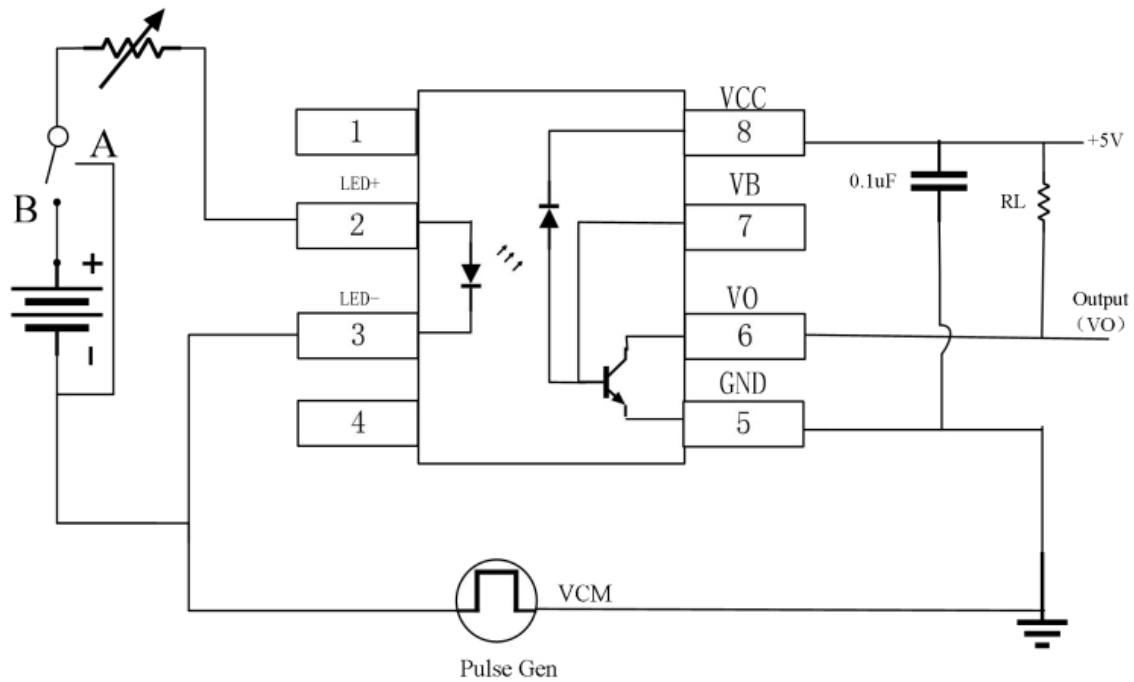 A
B
+
-
1
LED+
2
LED-
3
4
VCC
8
VB
7
VO
6
GND
5
0.1uF
+5V
RL
Output
(VO)
VCM
Pulse Gen